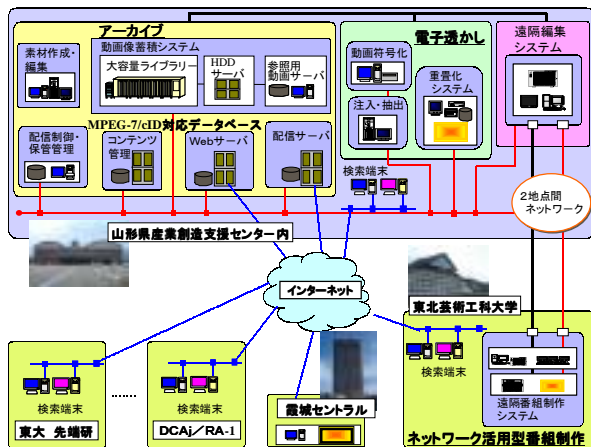 アーカイブ
素材作成・
編集
動画像蓄積システム
大容量ライブラリー
HDD
サーバ
参照用
動画サーバ
MPEG-7/cID対応データベース
配信制御・
保管管理
コンテンツ
管理
Webサーバ
配信サーバ
電子透かし
動画符号化
注入・抽出
重畳化
システム
遠隔編集
システム
検索端末
2地点間
ネットワーク
山形県産業創造支援センター内
インターネット
東北芸術工科大学
検索端末
東大 先端研
……
検索端末
DCAj／RA-1
霞城セントラル
検索端末
遠隔番組制作
システム
ネットワーク活用型番組制作